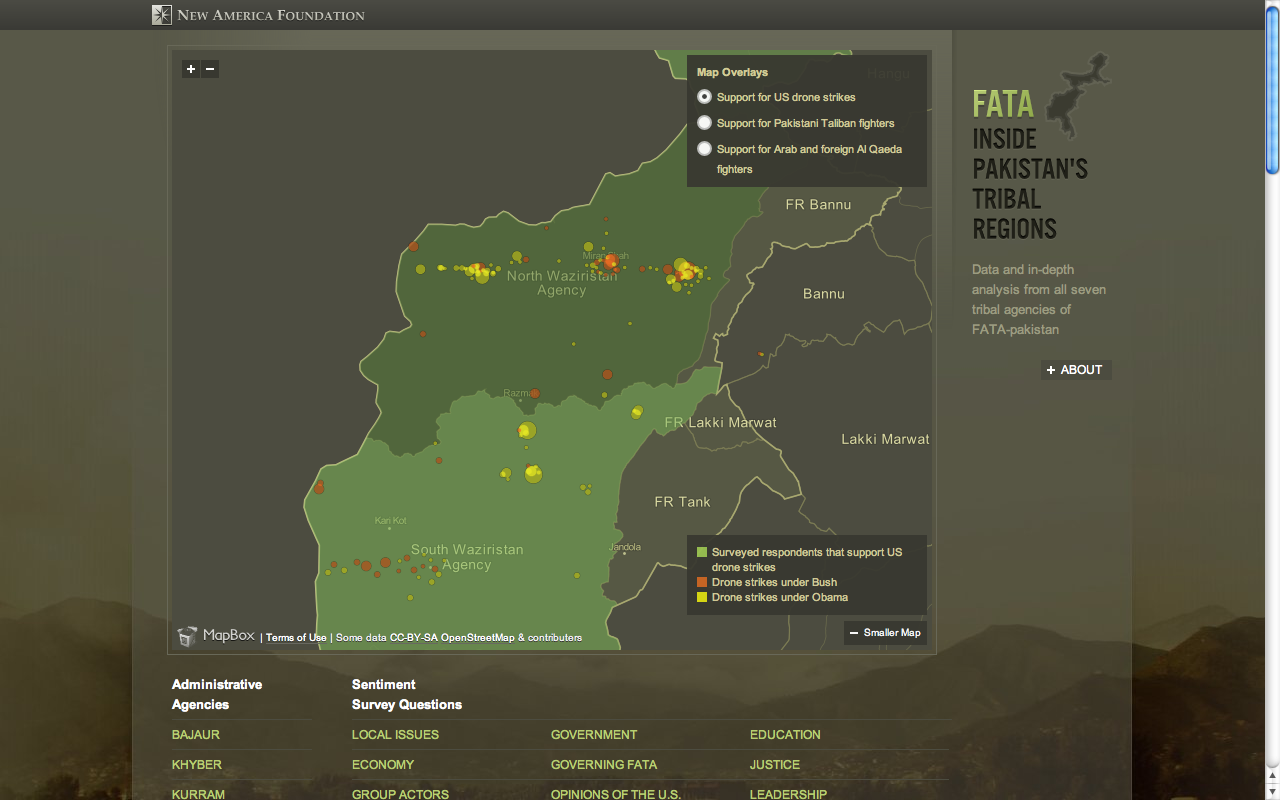 New America Foundation
+ −
Map Overlays
Support for US drone strikes
Support for Pakistani Taliban fighters
Support for Arab and foreign Al Qaeda
fighters
Hangu
FR Bannu
FATA
INSIDE
PAKISTAN'S
TRIBAL
REGIONS
Data and in-depth
analysis from all seven
tribal agencies of
FATA-pakistan
+ ABOUT
Miran Shah
North Waziristan
Agency
Bannu
Razmak
FR Lakki Marwat
Lakki Marwat
FR Tank
Kari Kot
South Waziristan
Agency
Jandola
Surveyed respondents that support US
drone strikes
Drone strikes under Bush
Drone strikes under Obama
− Smaller Map
MapBox | Terms of Use | Some data CC-BY-SA OpenStreetMap & contributers
Administrative
Agencies
Sentiment
Survey Questions
BAJAUR
LOCAL ISSUES
GOVERNMENT
EDUCATION
KHYBER
ECONOMY
GOVERNING FATA
JUSTICE
KURRAM
GROUP ACTORS
OPINIONS OF THE U.S.
LEADERSHIP